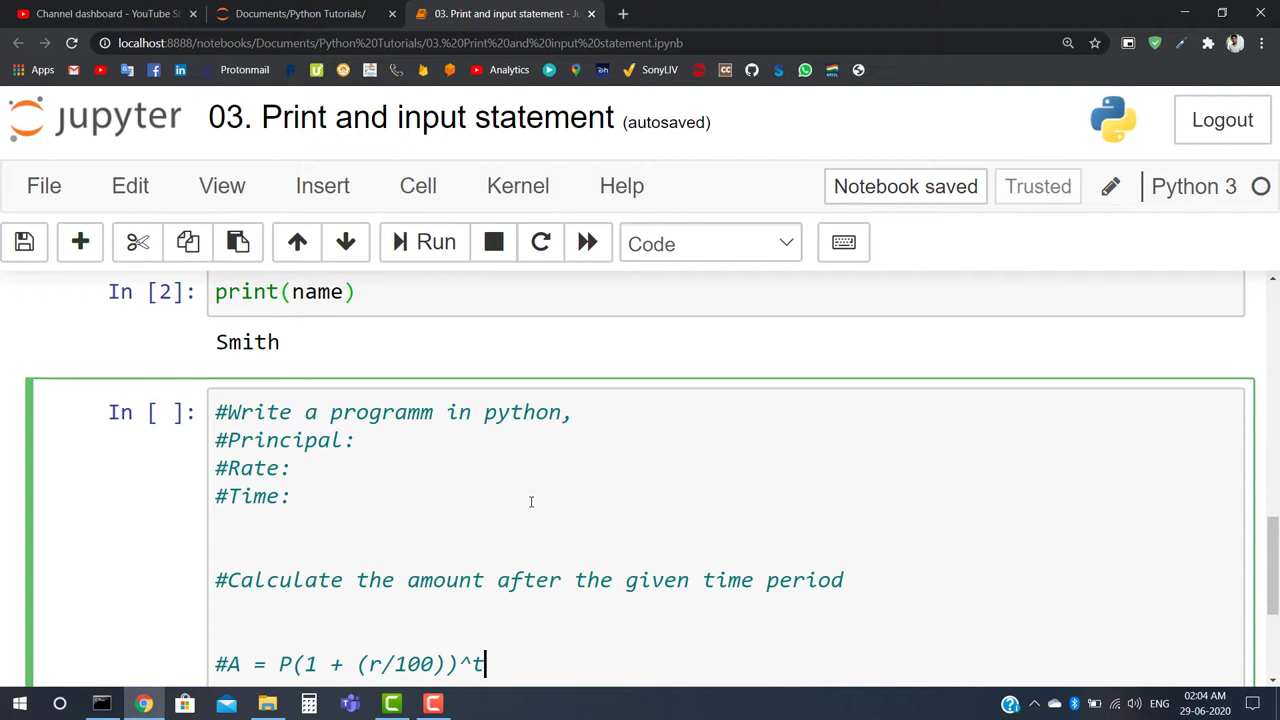 Channel dashboard - YouTube St
Documents/Python Tutorials/
03. Print and input statement - Ju
localhost:8888/notebooks/Documents/Python%20Tutorials/03.%20Print%20and%20input%20statement.ipynb
Apps
Protonmail
Analytics
SonyLIV
jupyter 03. Print and input statement (autosaved)
Logout
File Edit View Insert Cell Kernel Help
Notebook saved
Trusted
Python 3
Run
Code
In [2]: print(name)
Smith
In [ ]: #Write a programm in python,
#Principal:
#Rate:
#Time:
#Calculate the amount after the given time period
#A = P(1 + (r/100))^t
ENG
02:04 AM
29-06-2020